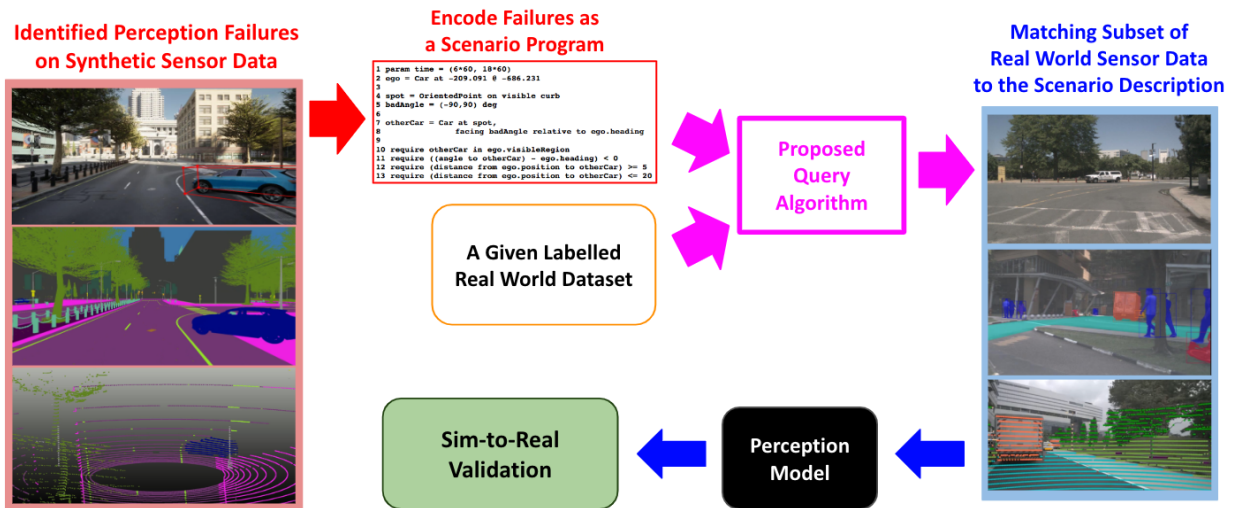 Identified Perception Failures
on Synthetic Sensor Data
Encode Failures as
a Scenario Program
1 param time = (6*60, 18*60)
2 ego = Car at -209.091 @ -686.231
3
4 spot = OrientedPoint on visible curb
5 badAngle = (-90,90) deg
6
7 otherCar = Car at spot,
8 facing badAngle relative to ego.heading
9
10 require otherCar in ego.visibleRegion
11 require ((angle to otherCar) - ego.heading) < 0
12 require (distance from ego.position to otherCar) >= 5
13 require (distance from ego.position to otherCar) <= 20
A Given Labelled
Real World Dataset
Proposed
Query
Algorithm
Matching Subset of
Real World Sensor Data
to the Scenario Description
Perception
Model
Sim-to-Real
Validation